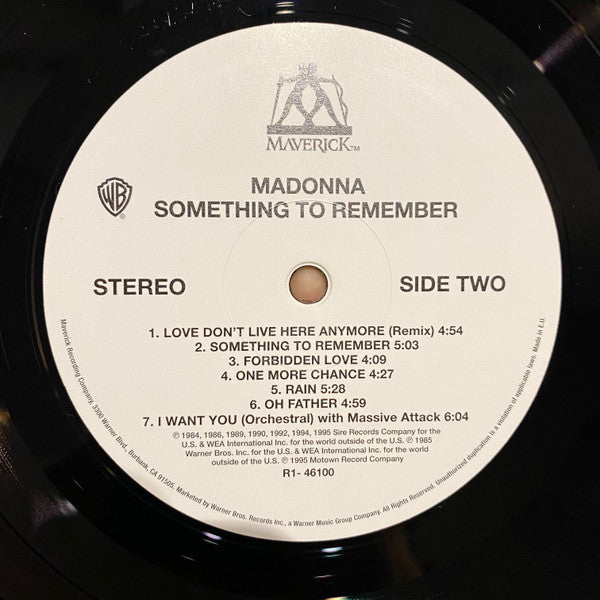 MAVERICK™
WB
®
MADONNA
SOMETHING TO REMEMBER
STEREO
SIDE TWO
1. LOVE DON'T LIVE HERE ANYMORE (Remix) 4:54
2. SOMETHING TO REMEMBER 5:03
3. FORBIDDEN LOVE 4:09
4. ONE MORE CHANCE 4:27
5. RAIN 5:28
6. OH FATHER 4:59
7. I WANT YOU (Orchestral) with Massive Attack 6:04
℗ 1984, 1986, 1989, 1990, 1992, 1994, 1995 Sire Records Company for the
U.S. & WEA International Inc. for the world outside of the U.S. ℗ 1985
Warner Bros. Inc. for the U.S. & WEA International Inc. for the world
outside of the U.S. ℗ 1995 Motown Record Company
R1- 46100
Maverick Recording Company, 3300 Warner Blvd., Burbank, CA 91505. Marketed by Warner Bros. Records Inc., a Warner Music Group Company. All Rights Reserved. Unauthorized duplication is a violation of applicable laws. Made in E.U.